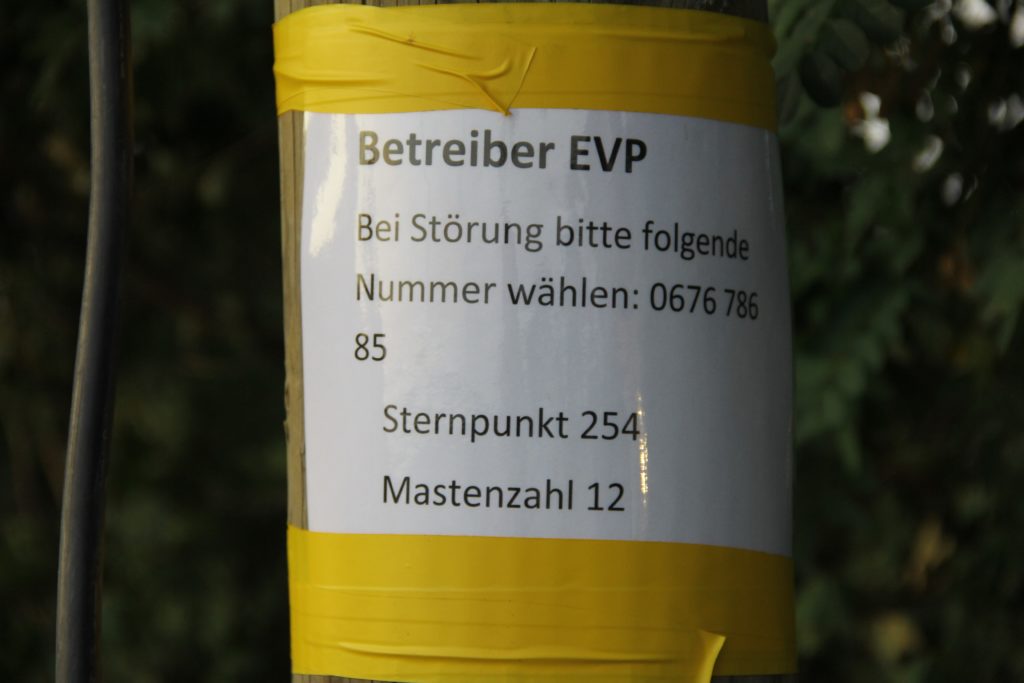 Betreiber EVP
Bei Störung bitte folgende
Nummer wählen: 0676 786
85
Sternpunkt 254
Mastenzahl 12